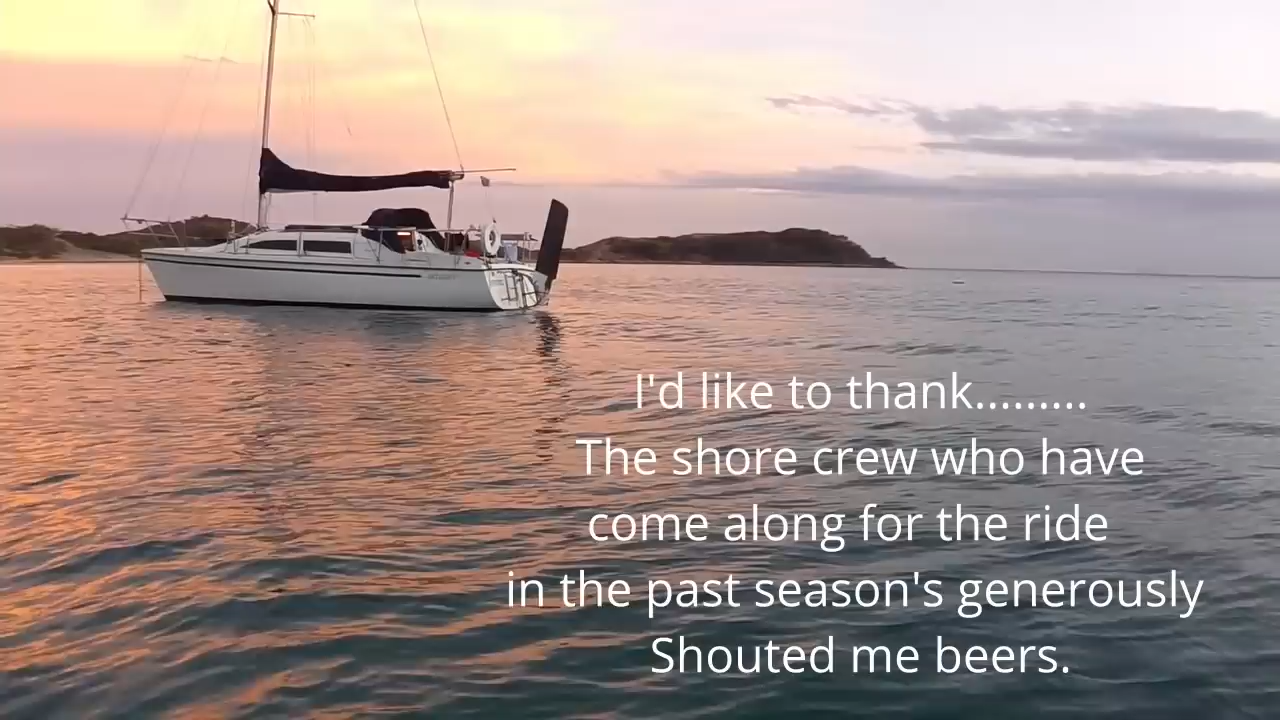 I'd like to thank.........
The shore crew who have
come along for the ride
in the past season's generously
Shouted me beers.